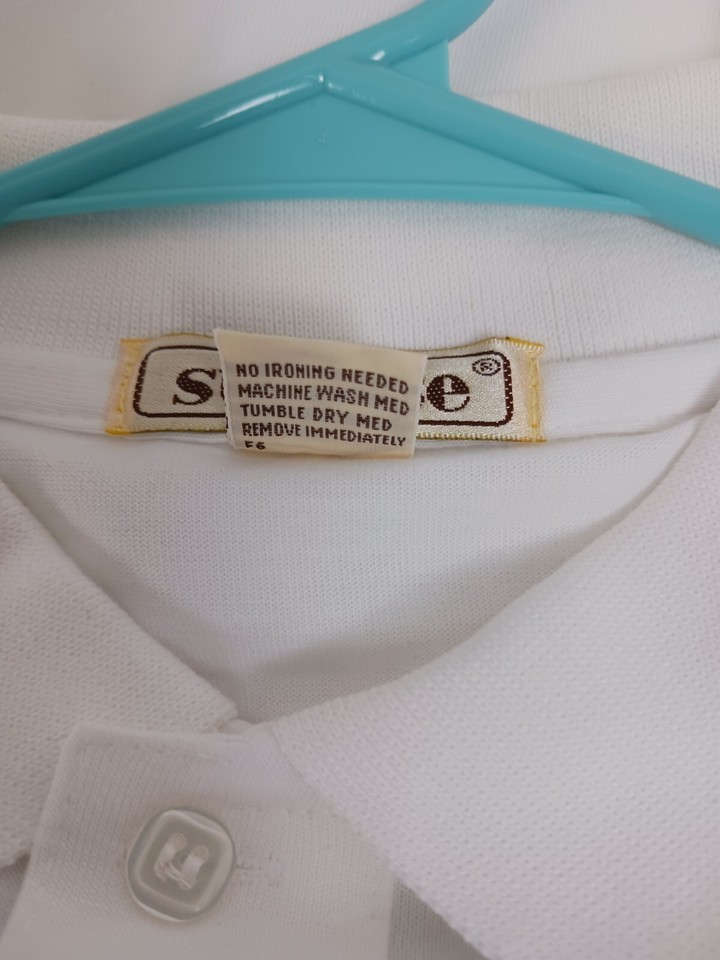 NO IRONING NEEDED
MACHINE WASH MED
TUMBLE DRY MED
REMOVE IMMEDIATELY
F6
®